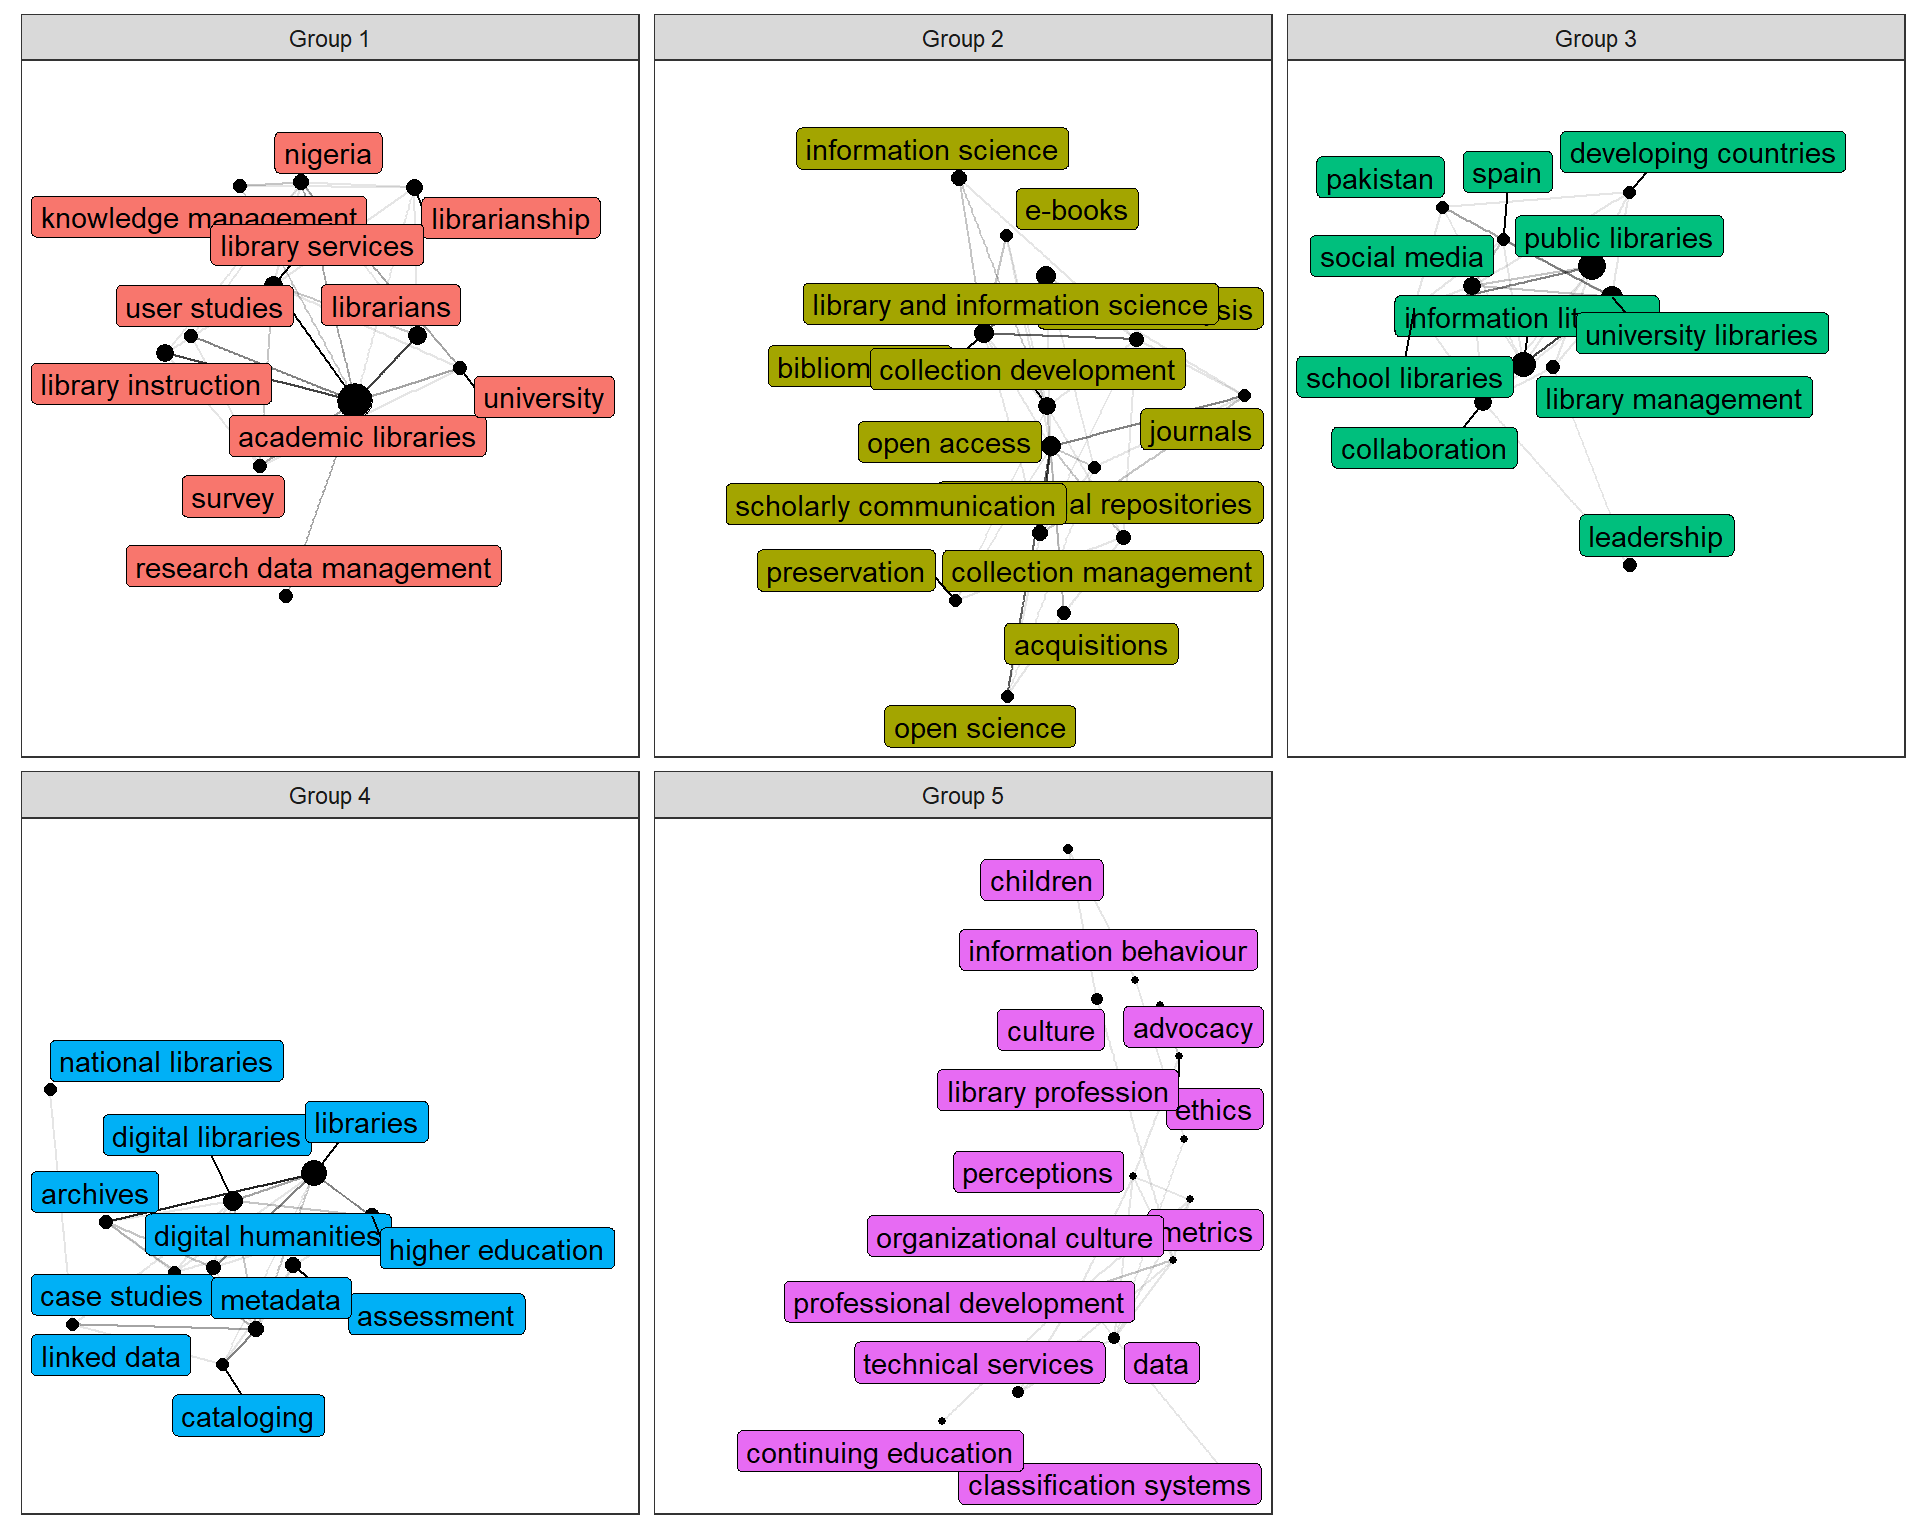 Group 1
nigeria
knowledge management
librarianship
library services
user studies
librarians
library instruction
university
academic libraries
survey
research data management
Group 2
information science
e-books
library and information science
sis
bibliom
collection development
open access
journals
scholarly communication
al repositories
preservation
collection management
acquisitions
open science
Group 3
developing countries
pakistan
spain
public libraries
social media
information lit
university libraries
school libraries
library management
collaboration
leadership
Group 4
national libraries
digital libraries
libraries
archives
digital humanities
higher education
case studies
metadata
assessment
linked data
cataloging
Group 5
children
information behaviour
culture
advocacy
library profession
ethics
perceptions
organizational culture
metrics
professional development
technical services
data
continuing education
classification systems